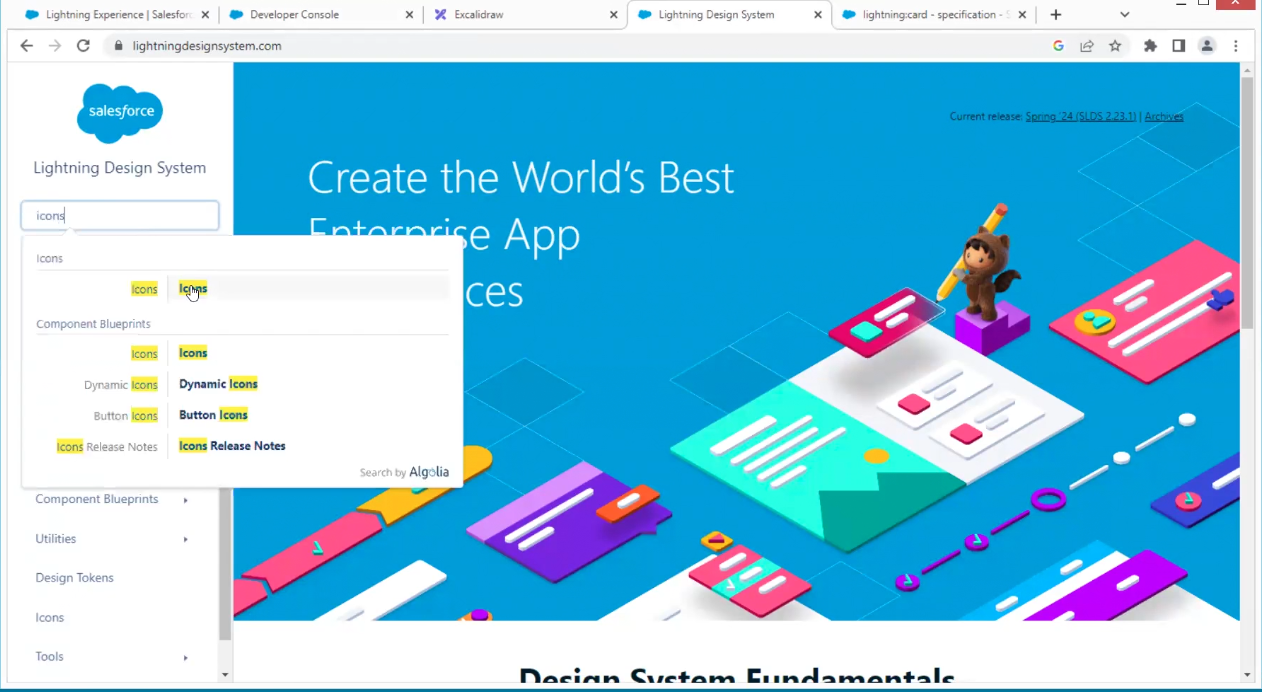 Lightning Experience | Salesfor
Developer Console
Excalidraw
Lightning Design System
lightning:card - specification - S
lightningdesignsystem.com
salesforce
Lightning Design System
icons
Icons
Icons Icons
Component Blueprints
Icons Icons
Dynamic Icons Dynamic Icons
Button Icons Button Icons
Icons Release Notes Icons Release Notes
Search by Algolia
Component Blueprints
Utilities
Design Tokens
Icons
Tools
Current release: Spring '24 (SLDS 2.23.1) | Archives
Create the World's Best
Enterprise App
ces
Design System Fundamentals